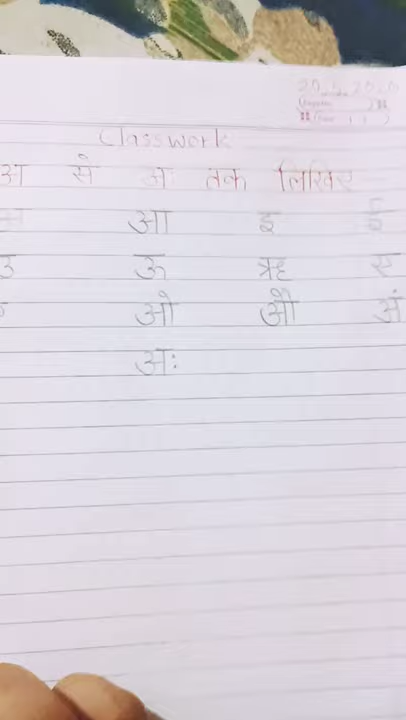 Classwork
अ सं अः तक लिखिए
अ आ इ ई
उ ऊ ऋ ए
ओ औ अं
अः